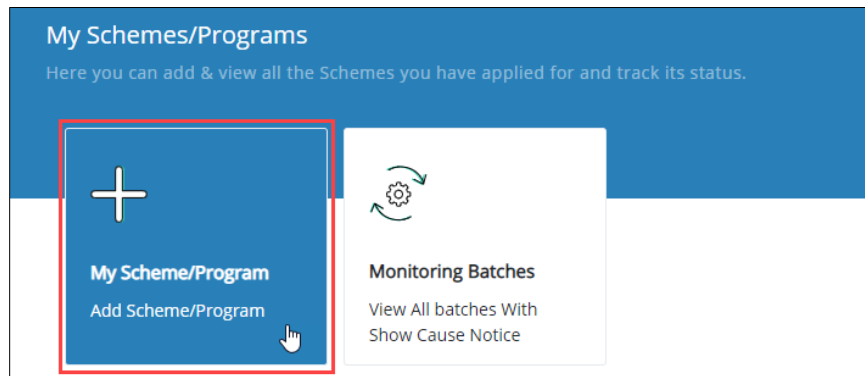 My Schemes/Programs
Here you can add & view all the Schemes you have applied for and track its status.
My Scheme/Program
Add Scheme/Program
Monitoring Batches
View All batches With
Show Cause Notice